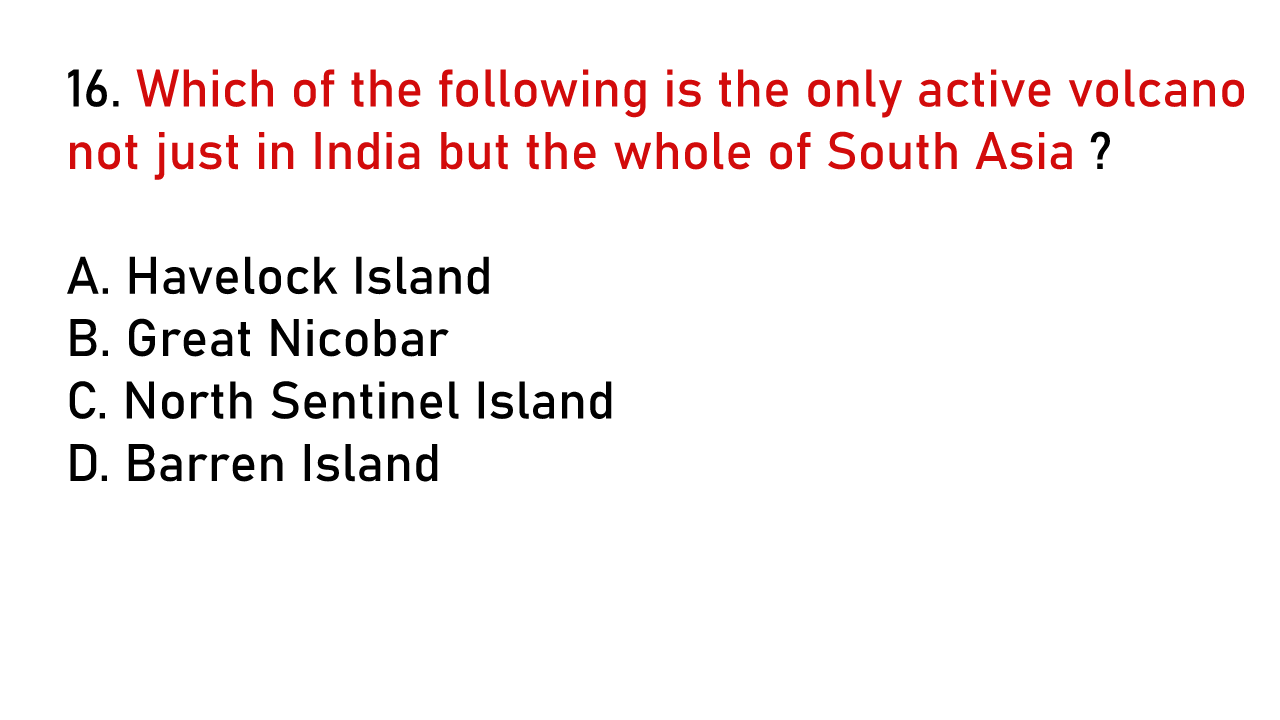 16. Which of the following is the only active volcano
not just in India but the whole of South Asia ?
A. Havelock Island
B. Great Nicobar
C. North Sentinel Island
D. Barren Island